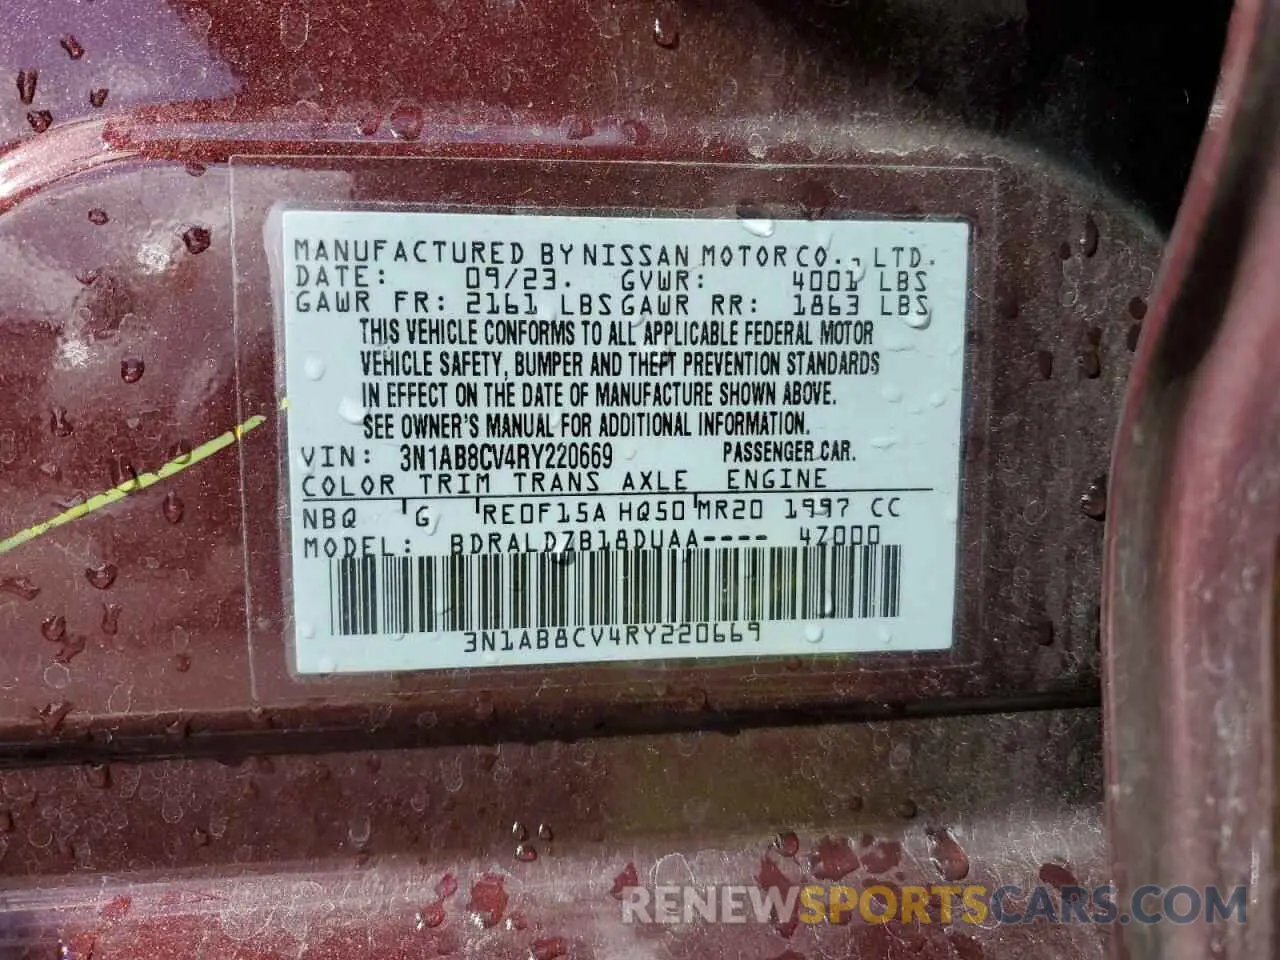 MANUFACTURED BY NISSAN MOTOR CO., LTD.
DATE: 09/23. GVWR: 4001 LBS
GAWR FR: 2161 LBS GAWR RR: 1863 LBS
THIS VEHICLE CONFORMS TO ALL APPLICABLE FEDERAL MOTOR
VEHICLE SAFETY, BUMPER AND THEFT PREVENTION STANDARDS
IN EFFECT ON THE DATE OF MANUFACTURE SHOWN ABOVE.
SEE OWNER'S MANUAL FOR ADDITIONAL INFORMATION.
VIN: 3N1AB8CV4RY220669 PASSENGER CAR.
COLOR TRIM TRANS AXLE ENGINE
NBQ G RE0F15A HQ50 MR20 1997 CC
MODEL: BDRALDZB18DUAA---- 4Z000
3N1AB8CV4RY220669
RENEWSPORTSCARS.COM